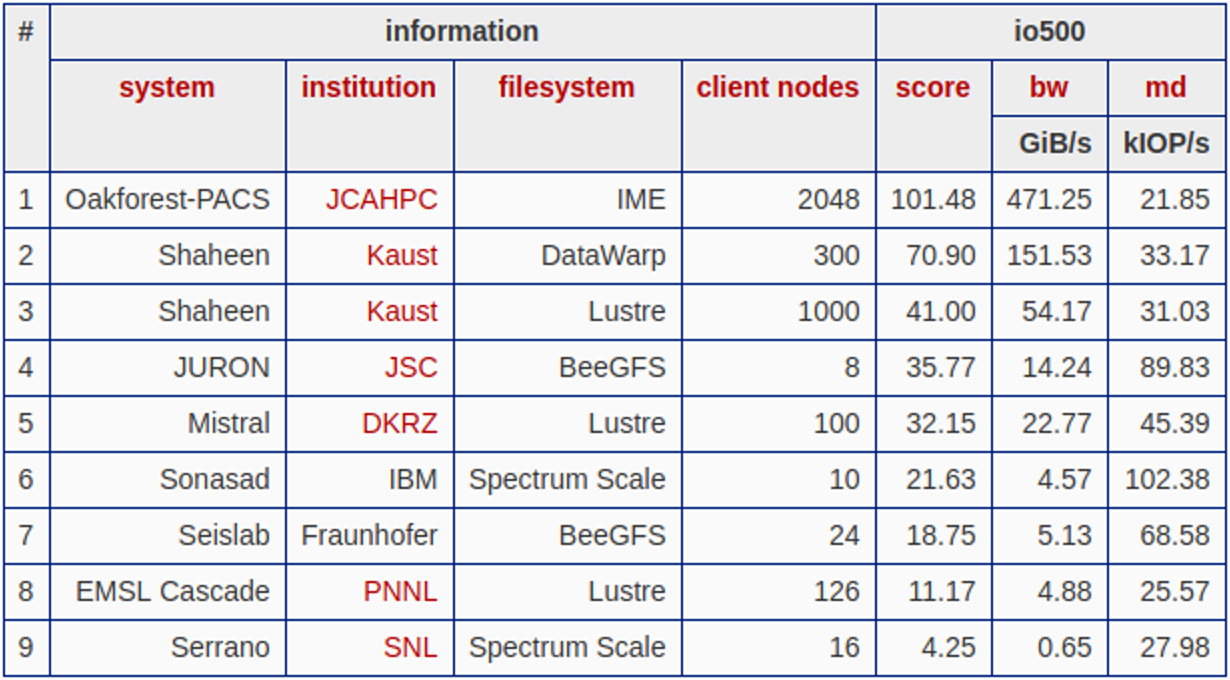 # information io500
system institution filesystem client nodes score bw md
GiB/s kIOP/s
1 Oakforest-PACS JCAHPC IME 2048 101.48 471.25 21.85
2 Shaheen Kaust DataWarp 300 70.90 151.53 33.17
3 Shaheen Kaust Lustre 1000 41.00 54.17 31.03
4 JURON JSC BeeGFS 8 35.77 14.24 89.83
5 Mistral DKRZ Lustre 100 32.15 22.77 45.39
6 Sonasad IBM Spectrum Scale 10 21.63 4.57 102.38
7 Seislab Fraunhofer BeeGFS 24 18.75 5.13 68.58
8 EMSL Cascade PNNL Lustre 126 11.17 4.88 25.57
9 Serrano SNL Spectrum Scale 16 4.25 0.65 27.98